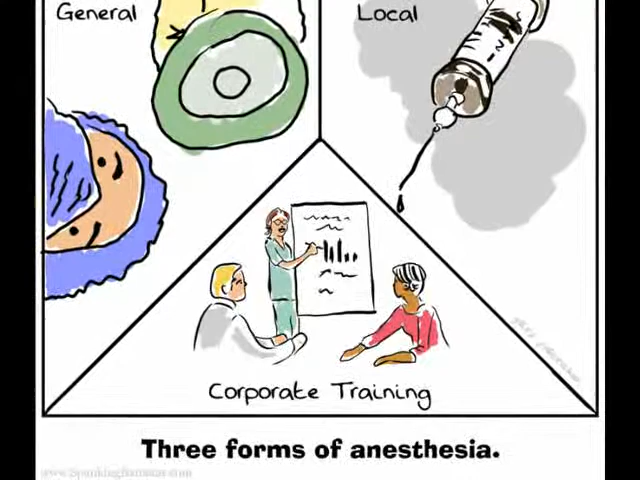 General
Local
Corporate Training
Three forms of anesthesia.